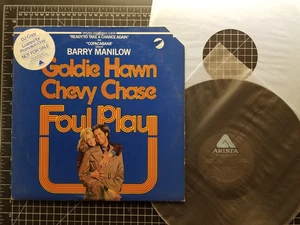 "READY TO TAKE A CHANCE AGAIN"
"COPACABANA"
BARRY MANILOW
DJ Copy
NOT FOR SALE
Goldie Hawn
Chevy Chase
Foul Play
ARISTA